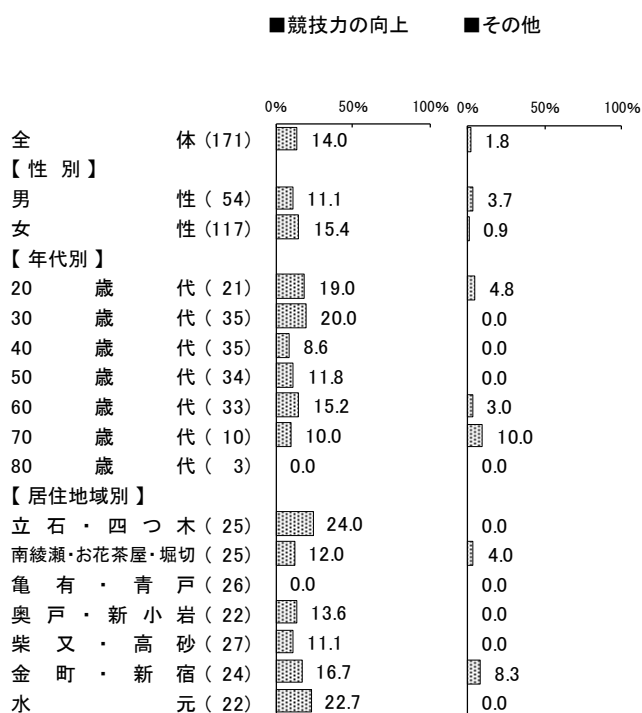 ■競技力の向上 ■その他
0% 50% 100% 0% 50% 100%
全 体 (171) 14.0 1.8
【 性 別 】
男 性 ( 54) 11.1 3.7
女 性 (117) 15.4 0.9
【 年代別 】
20 歳 代 ( 21) 19.0 4.8
30 歳 代 ( 35) 20.0 0.0
40 歳 代 ( 35) 8.6 0.0
50 歳 代 ( 34) 11.8 0.0
60 歳 代 ( 33) 15.2 3.0
70 歳 代 ( 10) 10.0 10.0
80 歳 代 ( 3) 0.0 0.0
【 居住地域別 】
立 石 ・ 四 つ 木 ( 25) 24.0 0.0
南綾瀬・お花茶屋・堀切 ( 25) 12.0 4.0
亀 有 ・ 青 戸 ( 26) 0.0 0.0
奥 戸 ・ 新 小 岩 ( 22) 13.6 0.0
柴 又 ・ 高 砂 ( 27) 11.1 0.0
金 町 ・ 新 宿 ( 24) 16.7 8.3
水 元 ( 22) 22.7 0.0